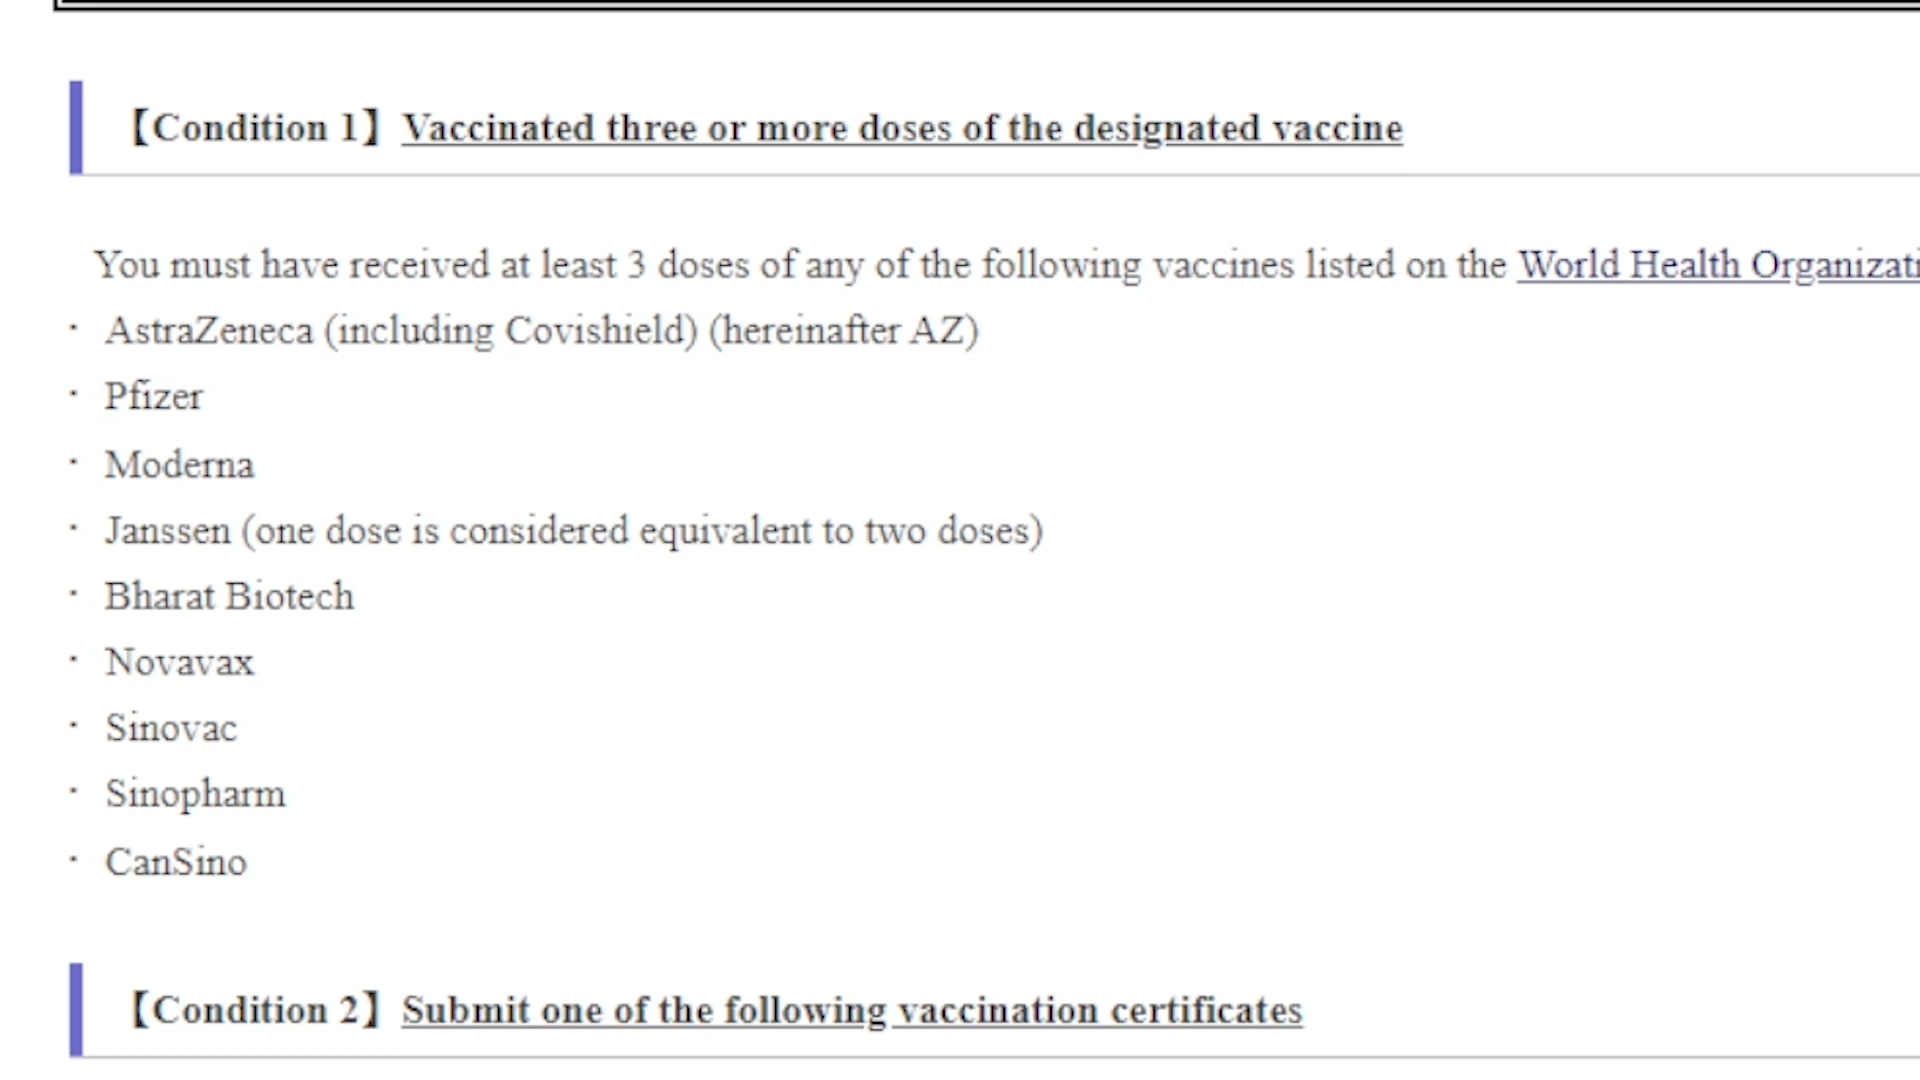 【Condition 1】 Vaccinated three or more doses of the designated vaccine
You must have received at least 3 doses of any of the following vaccines listed on the World Health Organizati
・ AstraZeneca (including Covishield) (hereinafter AZ)
・ Pfizer
・ Moderna
・ Janssen (one dose is considered equivalent to two doses)
・ Bharat Biotech
・ Novavax
・ Sinovac
・ Sinopharm
・ CanSino
【Condition 2】 Submit one of the following vaccination certificates